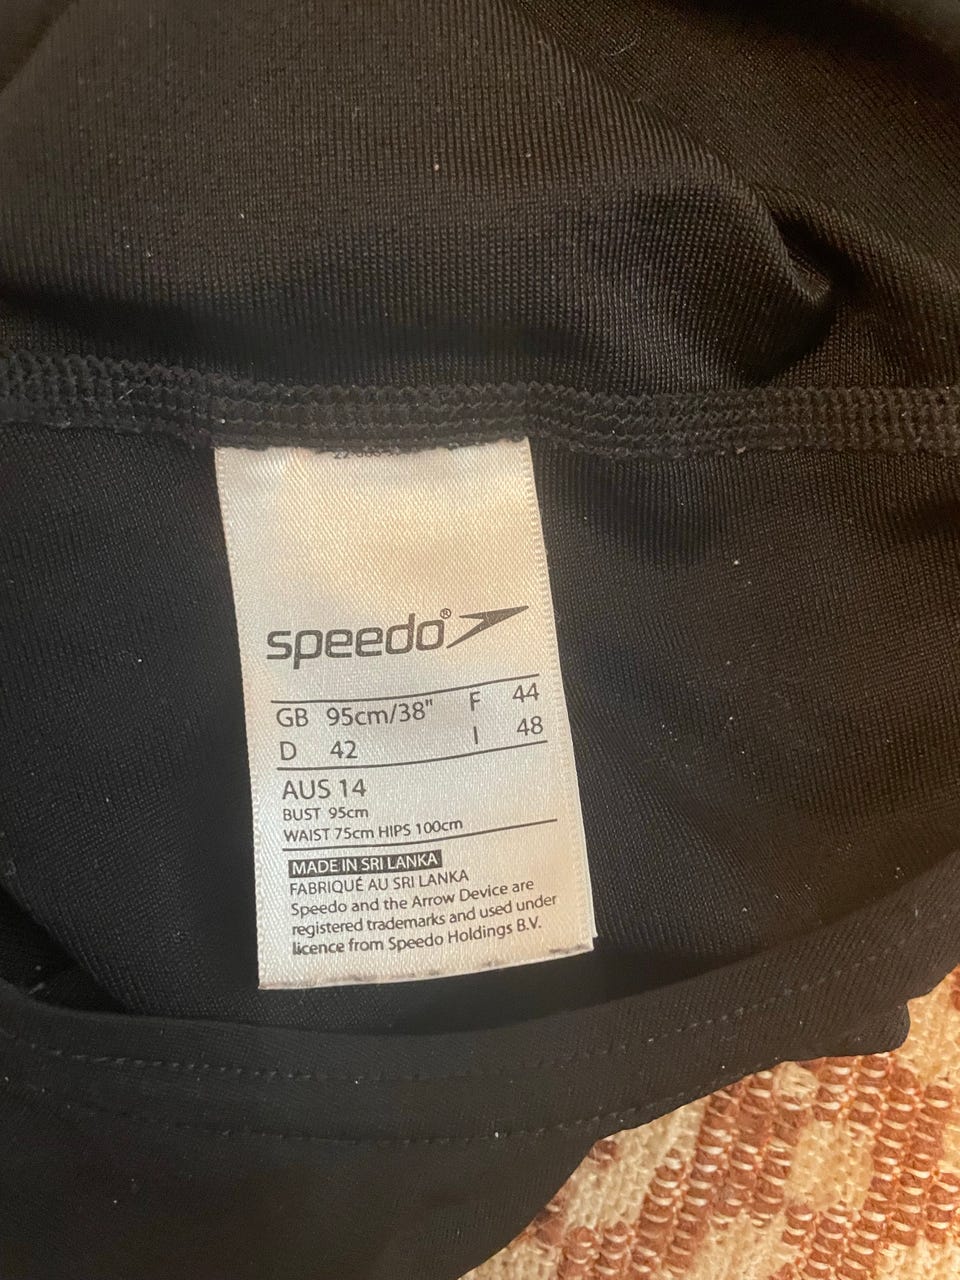 speedo®
GB 95cm/38" F 44
D 42 I 48
AUS 14
BUST 95cm
WAIST 75cm HIPS 100cm
MADE IN SRI LANKA
FABRIQUÉ AU SRI LANKA
Speedo and the Arrow Device are
registered trademarks and used under
licence from Speedo Holdings B.V.